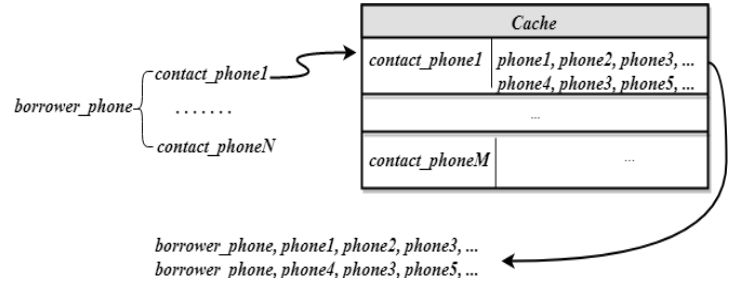 Cache
contact_phone1
phone1, phone2, phone3, ...
phone4, phone3, phone5, ...
contact_phone1
borrower_phone
.......
...
contact_phoneN
contact_phoneM
...
borrower_phone, phone1, phone2, phone3, ...
borrower_phone, phone4, phone3, phone5, ...